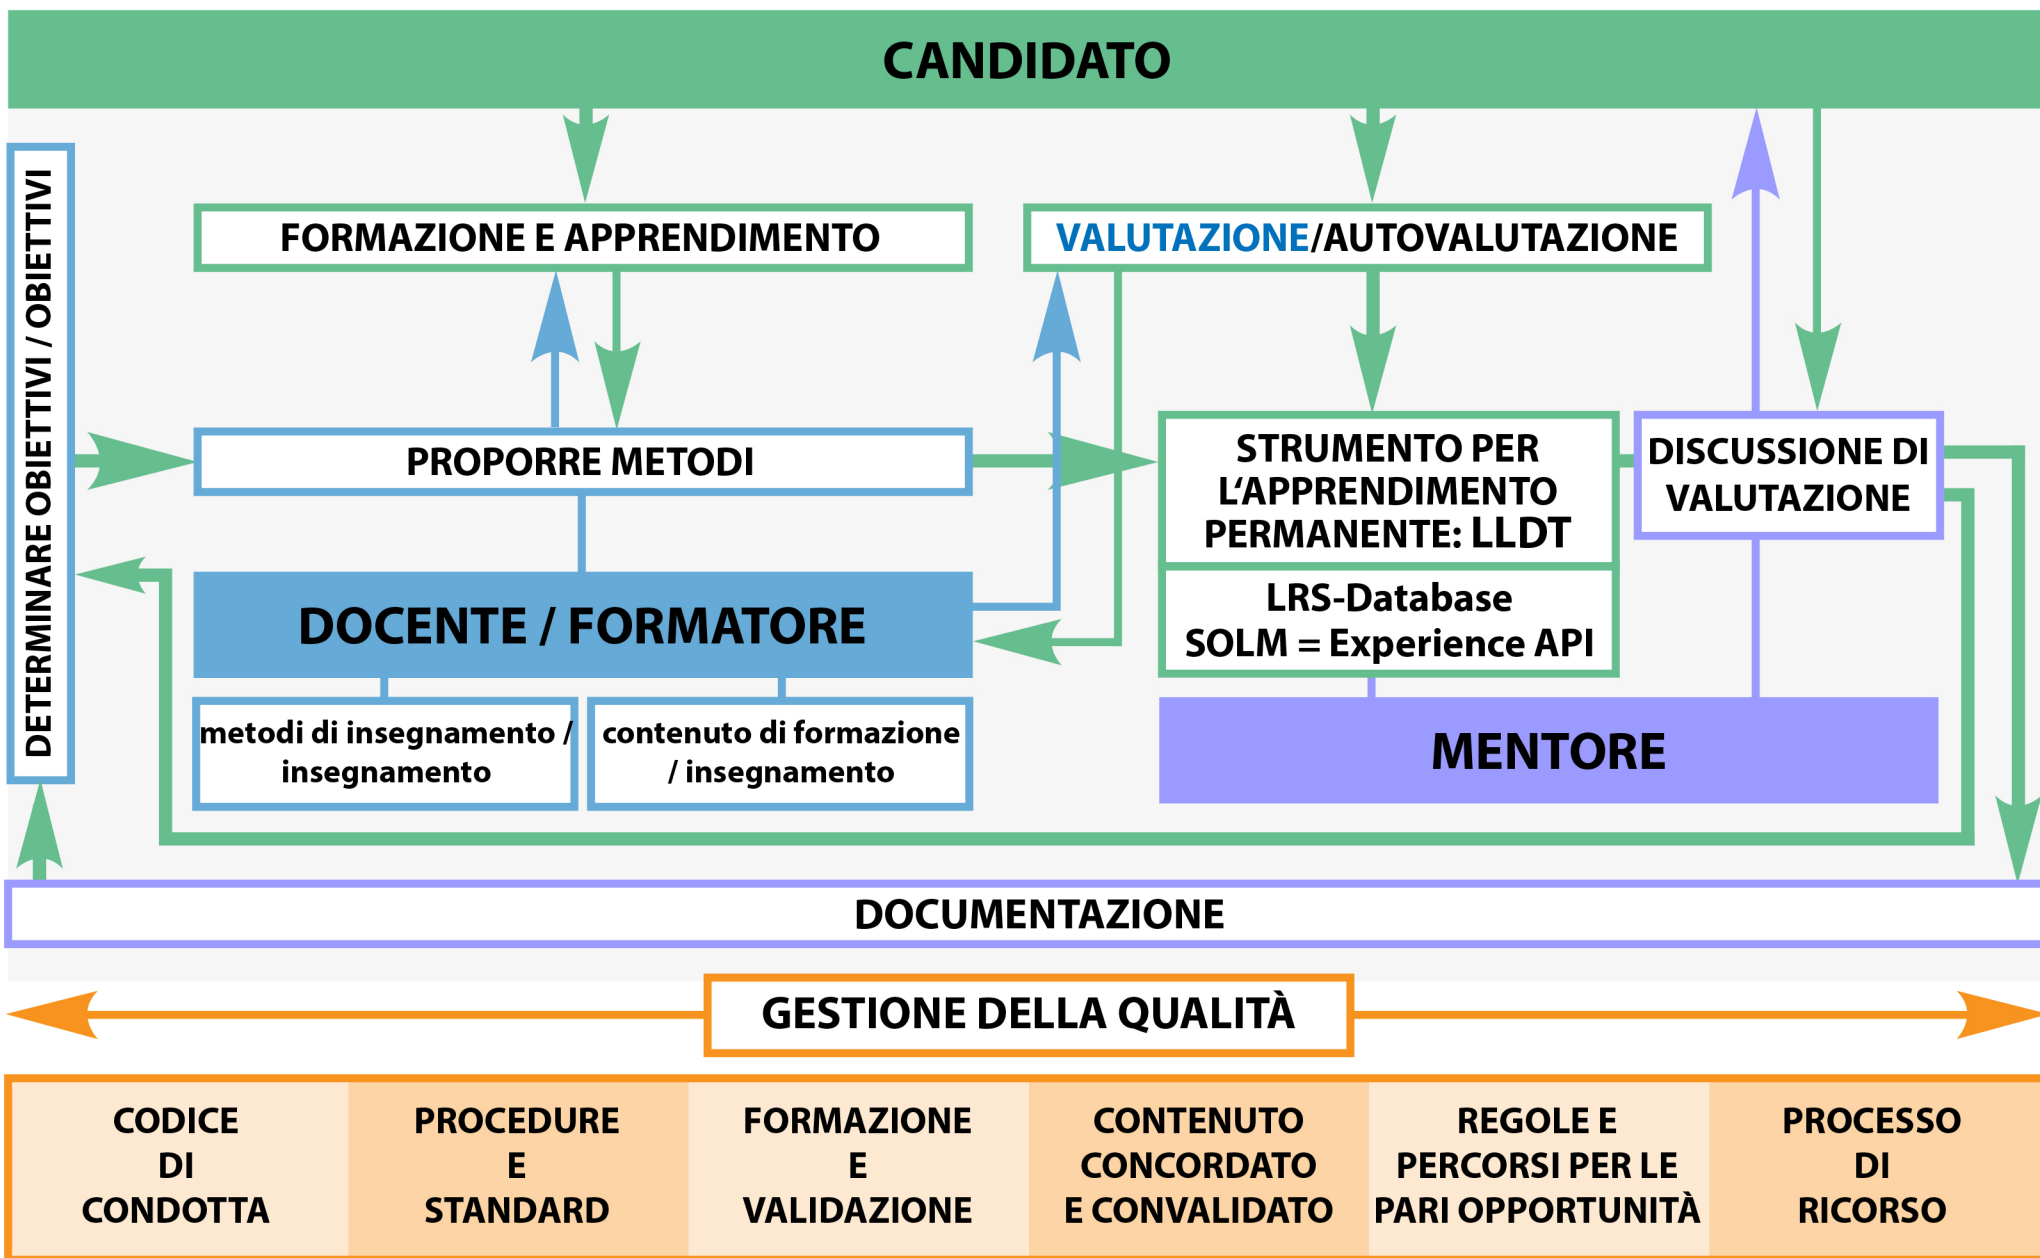 CANDIDATO
DETERMINARE OBIETTIVI / OBIETTIVI
FORMAZIONE E APPRENDIMENTO
VALUTAZIONE/AUTOVALUTAZIONE
PROPORRE METODI
STRUMENTO PER
L‘APPRENDIMENTO
PERMANENTE: LLDT
DISCUSSIONE DI
VALUTAZIONE
LRS-Database
SOLM = Experience API
DOCENTE / FORMATORE
metodi di insegnamento /
insegnamento
contenuto di formazione
/ insegnamento
MENTORE
DOCUMENTAZIONE
GESTIONE DELLA QUALITÀ
CODICE
DI
CONDOTTA
PROCEDURE
E
STANDARD
FORMAZIONE
E
VALIDAZIONE
CONTENUTO
CONCORDATO
E CONVALIDATO
REGOLE E
PERCORSI PER LE
PARI OPPORTUNITÀ
PROCESSO
DI
RICORSO